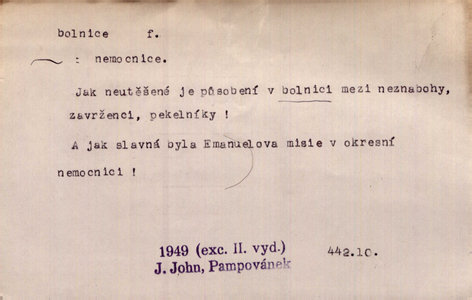 bolnice f.
: nemocnice.
Jak neutěšené je působení v bolnici mezi neznabohy,
zavrženci, pekelníky !
A jak slavná byla Emanuelova misie v okresní
nemocnici !
1949 (exc. II. vyd.)
J. John, Pampovánek
442.10.